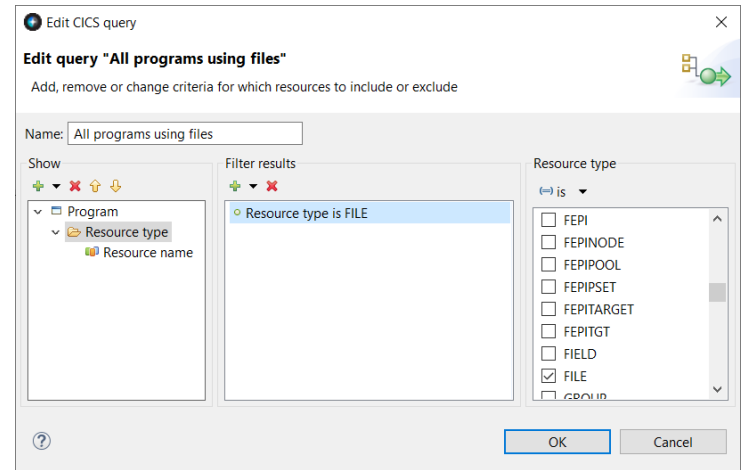 Edit CICS query
Edit query "All programs using files"
Add, remove or change criteria for which resources to include or exclude
Name: All programs using files
Show
Filter results
Resource type
is
Program
Resource type
Resource name
Resource type is FILE
FEPI
FEPINODE
FEPIPOOL
FEPIPSET
FEPITARGET
FEPITGT
FIELD
FILE
GROUP
OK
Cancel